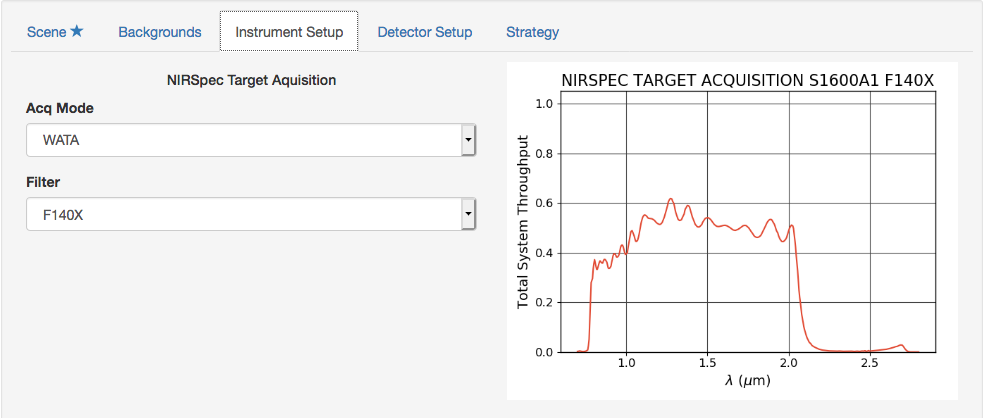 Scene ★ Backgrounds Instrument Setup Detector Setup Strategy
NIRSpec Target Aquisition
Acq Mode
WATA
Filter
F140X
NIRSPEC TARGET ACQUISITION S1600A1 F140X
Total System Throughput
1.0
0.8
0.6
0.4
0.2
0.0
1.0 1.5 2.0 2.5
λ (μm)